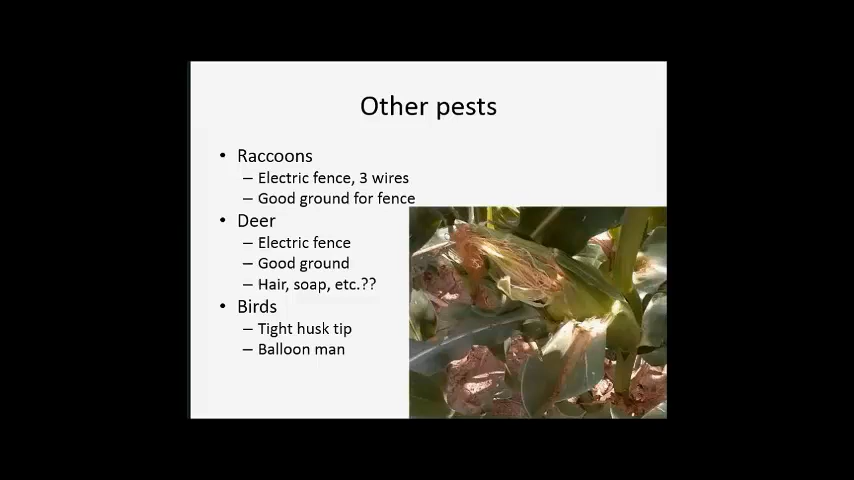 Other pests
• Raccoons
– Electric fence, 3 wires
– Good ground for fence
• Deer
– Electric fence
– Good ground
– Hair, soap, etc.??
• Birds
– Tight husk tip
– Balloon man